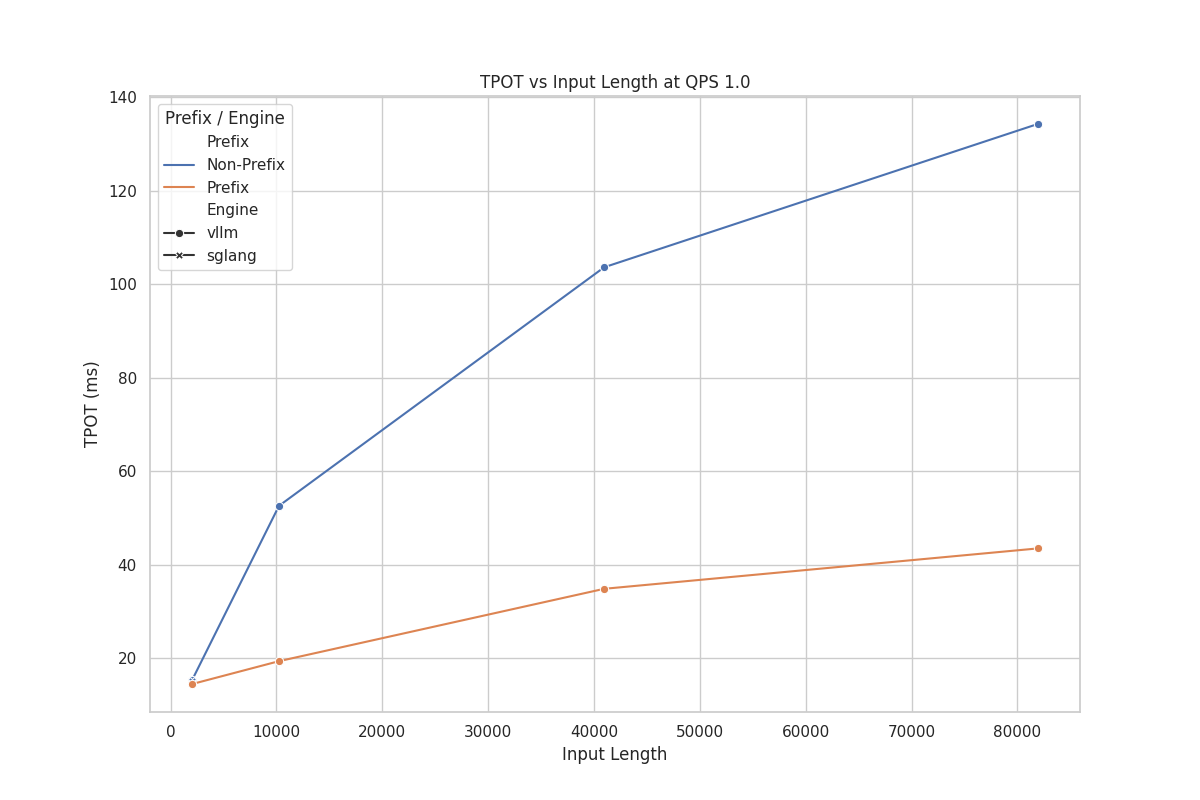 TPOT vs Input Length at QPS 1.0
Prefix / Engine
Prefix
Non-Prefix
Prefix
Engine
vllm
sglang
TPOT (ms)
140
120
100
80
60
40
20
0 10000 20000 30000 40000 50000 60000 70000 80000
Input Length